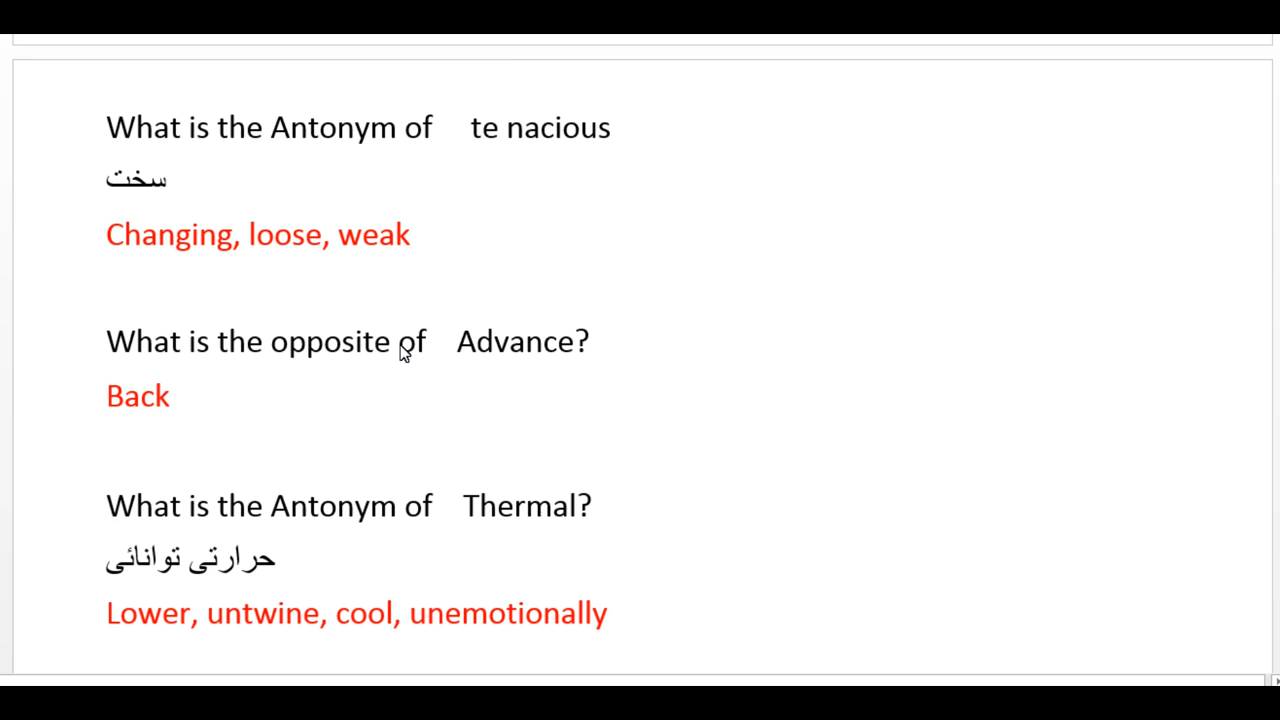 What is the Antonym of te nacious
سخت
Changing, loose, weak
What is the opposite of Advance?
Back
What is the Antonym of Thermal?
حرارتی توانائی
Lower, untwine, cool, unemotionally